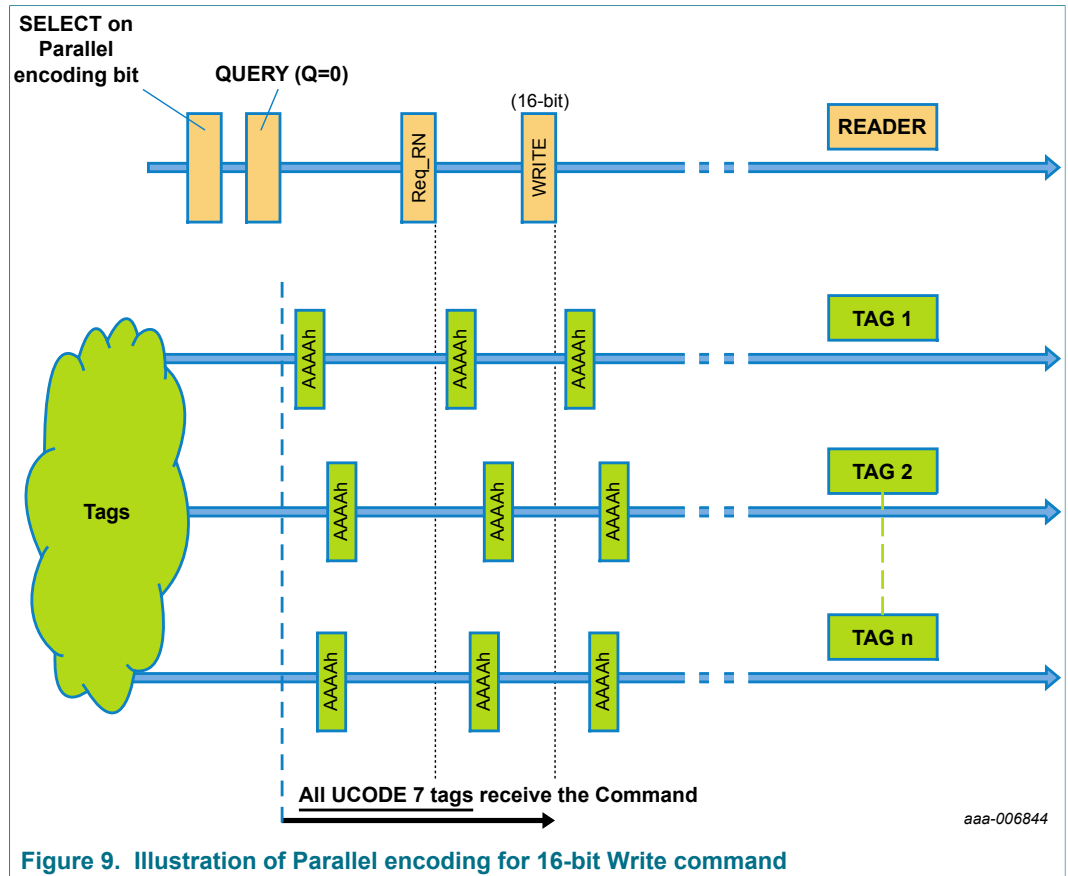 SELECT on
Parallel
encoding bit
QUERY (Q=0)
(16-bit)
READER
Req_RN
WRITE
AAAAh
AAAAh
AAAAh
TAG 1
Tags
AAAAh
AAAAh
AAAAh
TAG 2
AAAAh
AAAAh
AAAAh
TAG n
All UCODE 7 tags receive the Command
aaa-006844
Figure 9. Illustration of Parallel encoding for 16-bit Write command